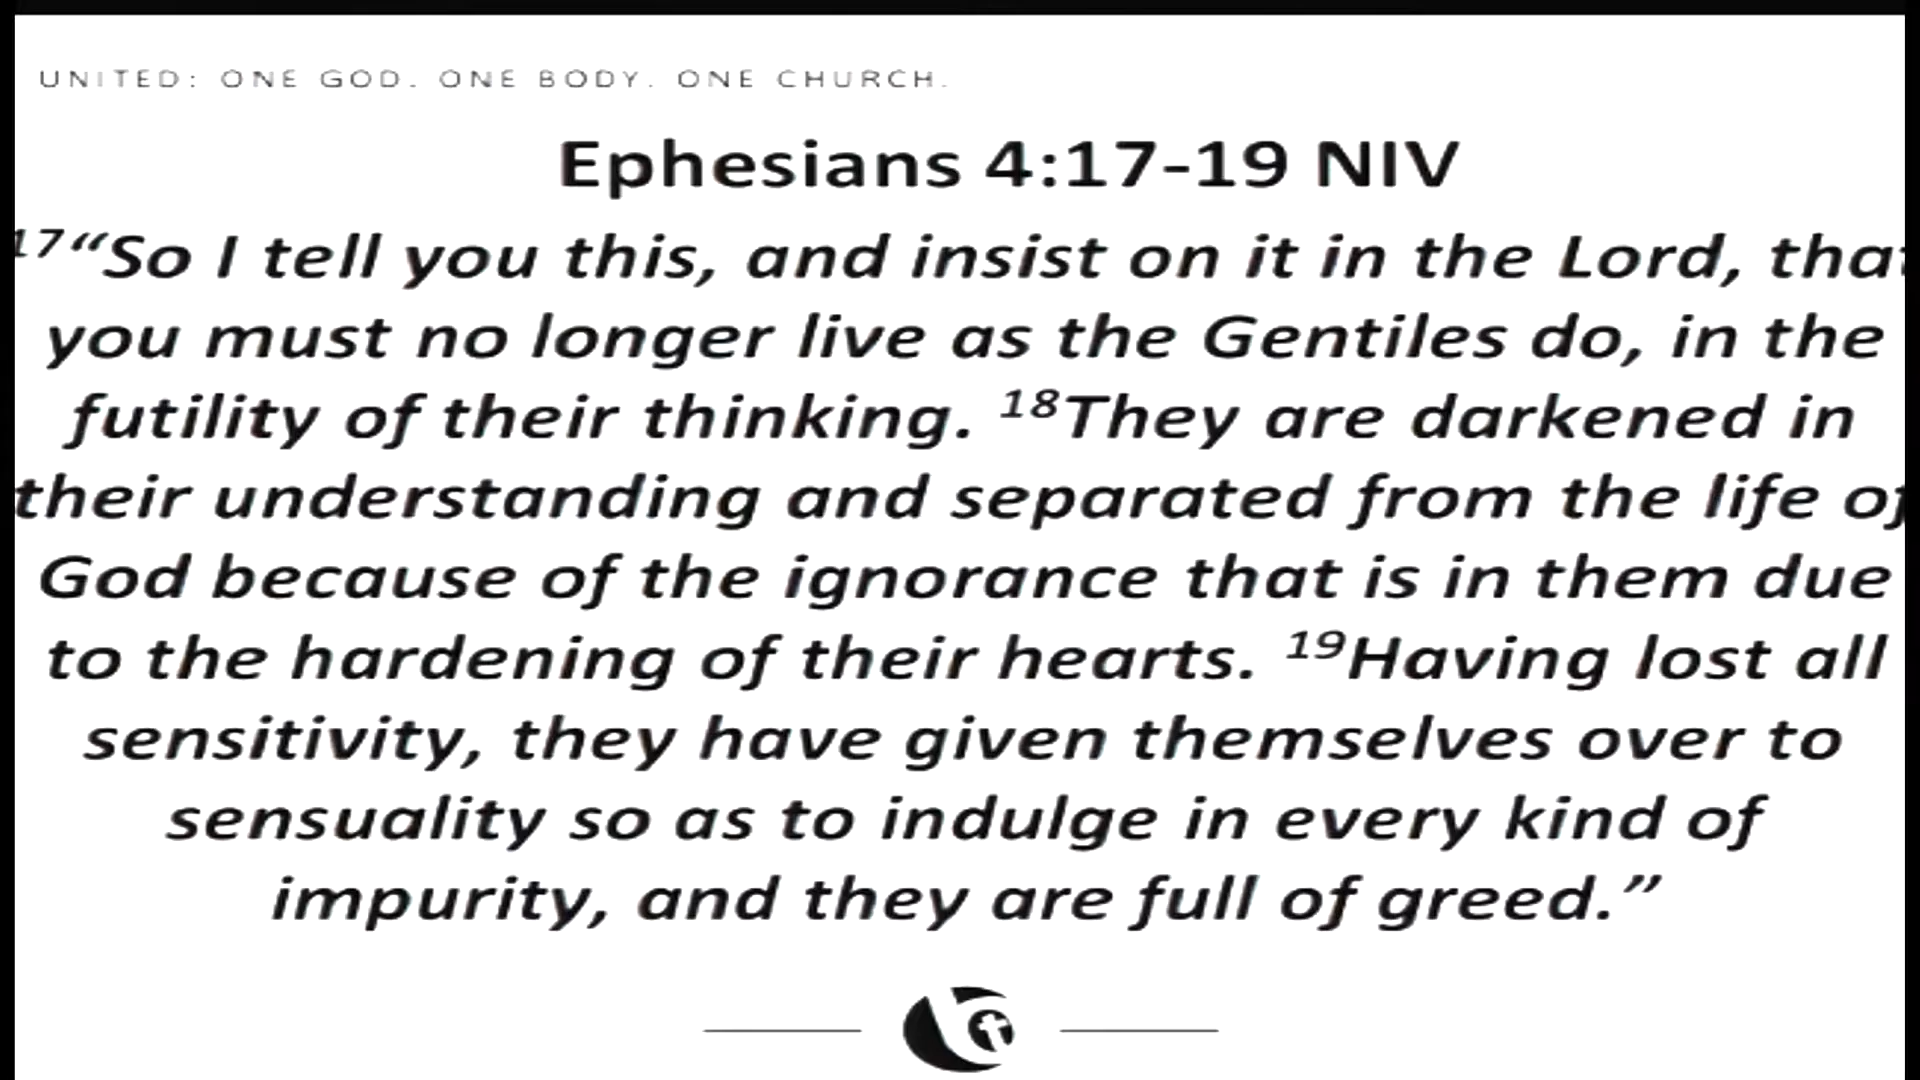 UNITED: ONE GOD. ONE BODY. ONE CHURCH.
Ephesians 4:17-19 NIV
17“So I tell you this, and insist on it in the Lord, that
you must no longer live as the Gentiles do, in the
futility of their thinking. 18They are darkened in
their understanding and separated from the life of
God because of the ignorance that is in them due
to the hardening of their hearts. 19Having lost all
sensitivity, they have given themselves over to
sensuality so as to indulge in every kind of
impurity, and they are full of greed.”